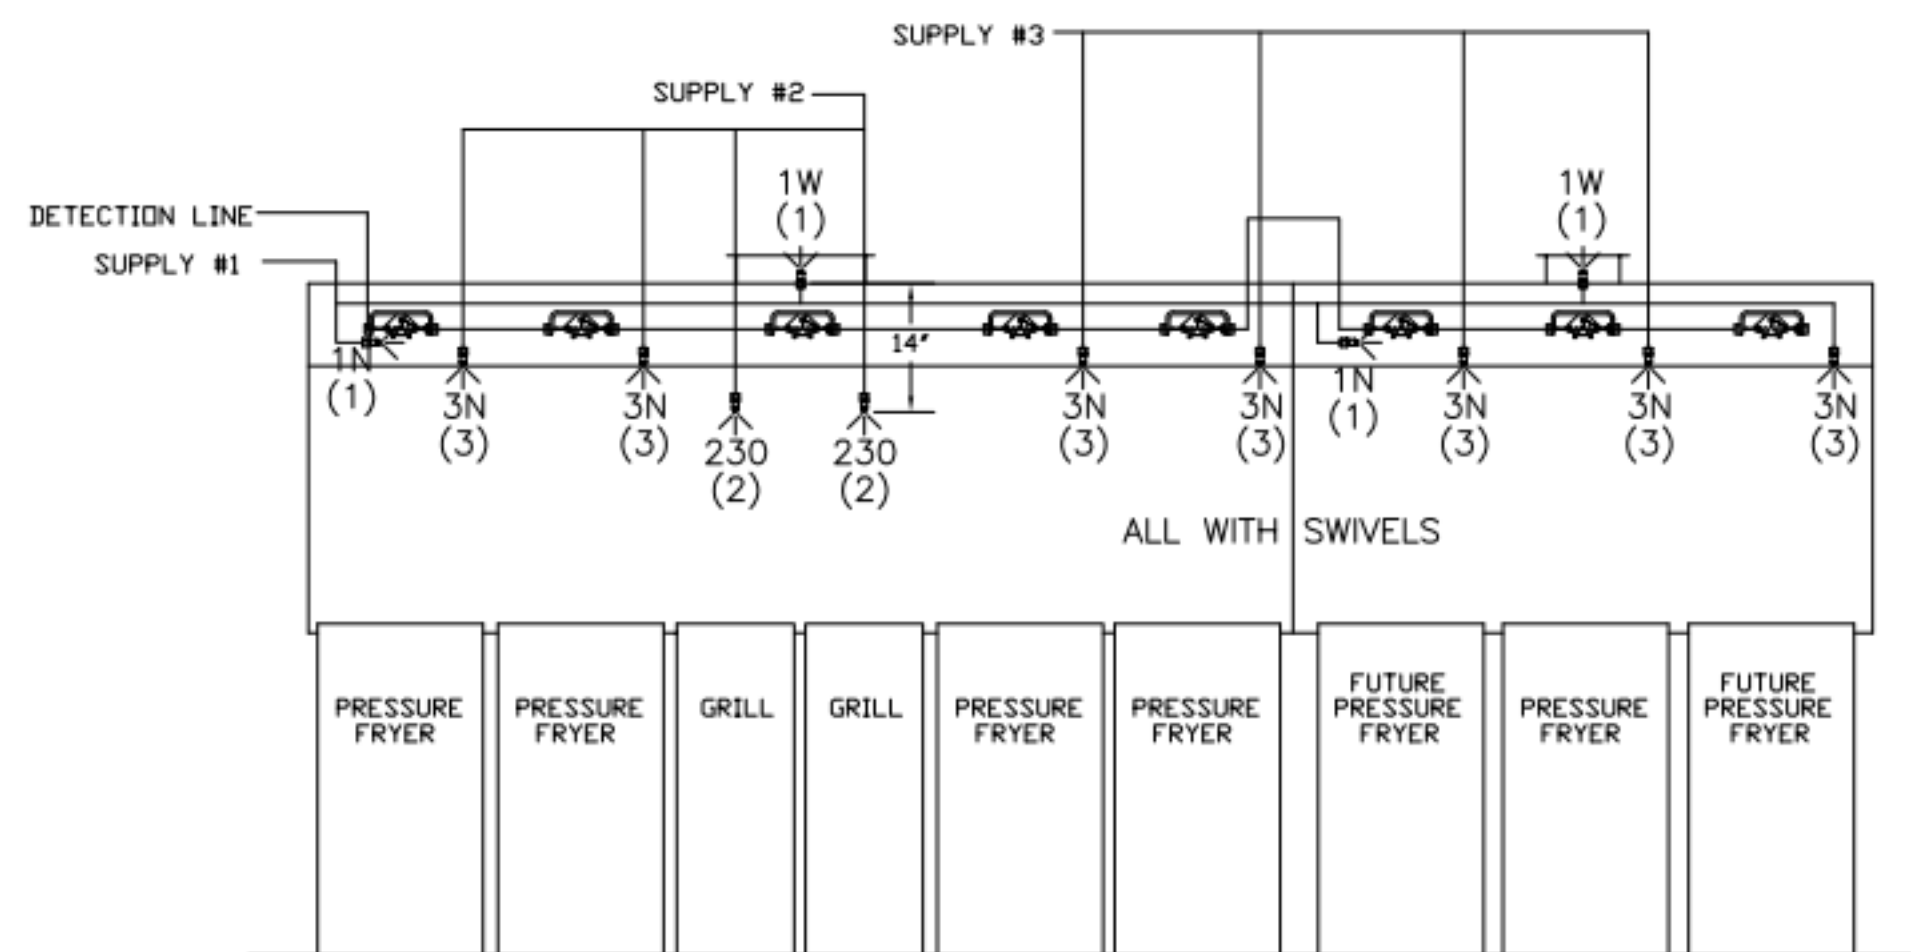 SUPPLY #3
SUPPLY #2
1W
(1)
1W
(1)
DETECTION LINE
SUPPLY #1
14"
1N
(1)
3N
(3)
3N
(3)
230
(2)
230
(2)
3N
(3)
3N
(3)
1N
(1)
3N
(3)
3N
(3)
3N
(3)
ALL WITH SWIVELS
PRESSURE
FRYER
PRESSURE
FRYER
GRILL
GRILL
PRESSURE
FRYER
PRESSURE
FRYER
FUTURE
PRESSURE
FRYER
PRESSURE
FRYER
FUTURE
PRESSURE
FRYER